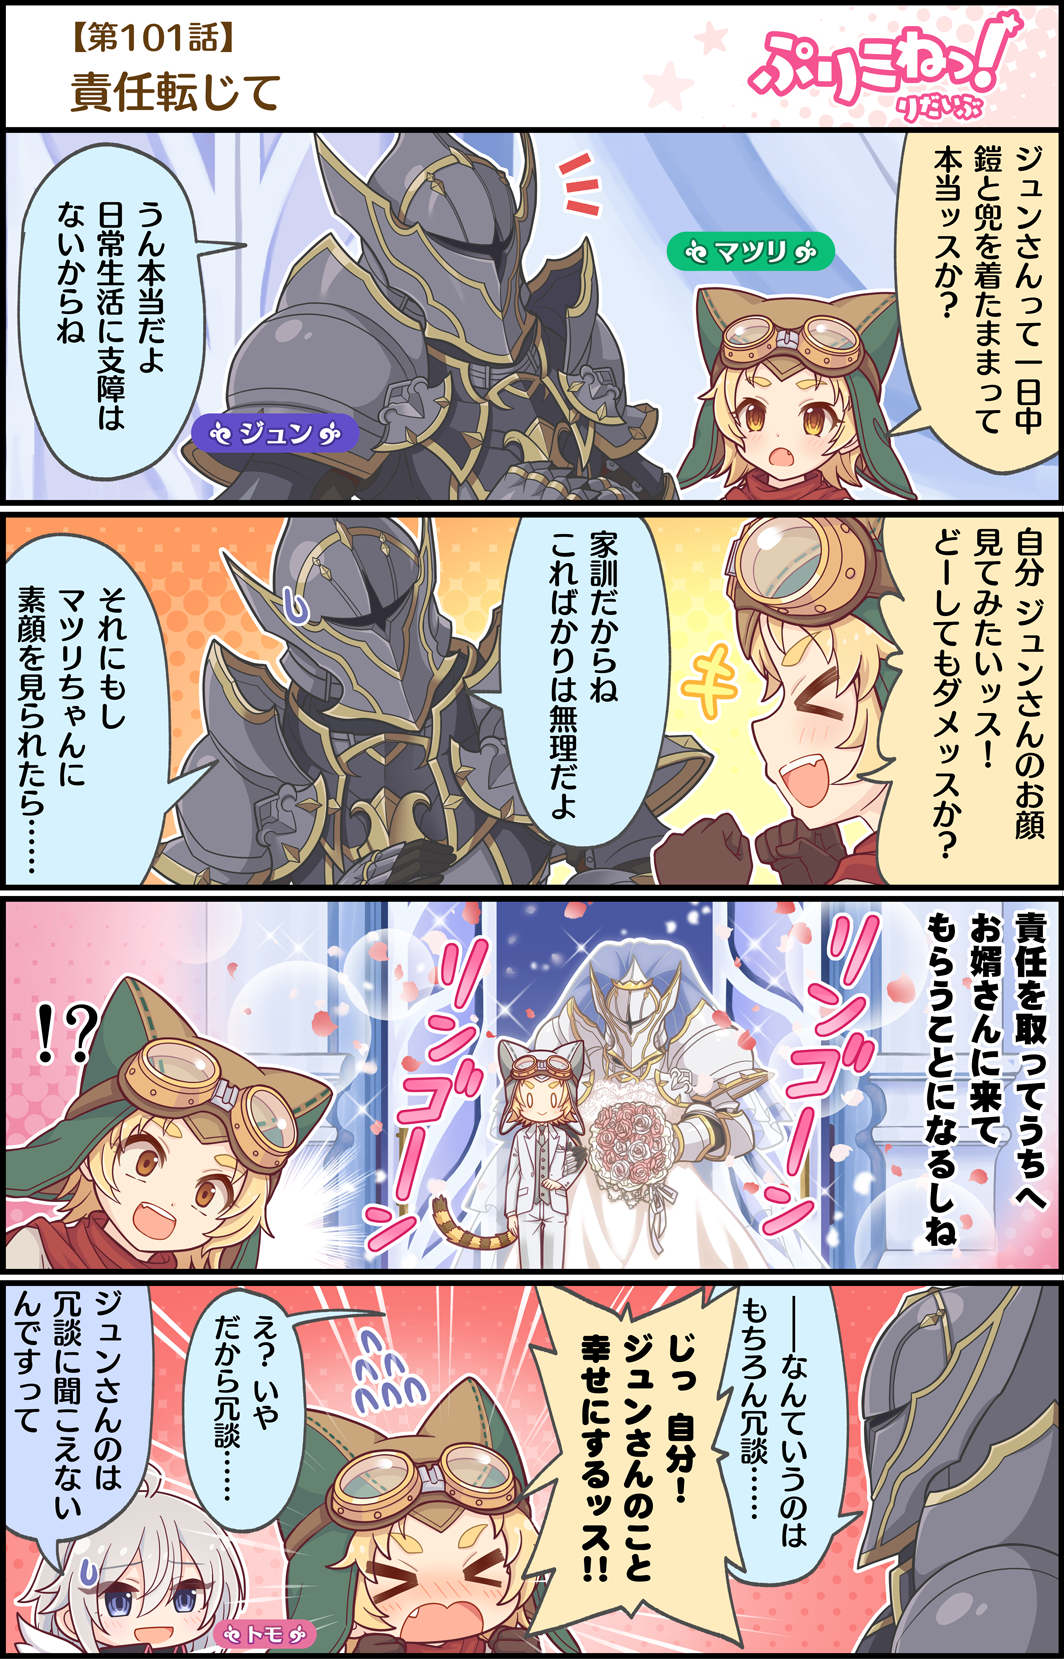 【第101話】
責任転じて
ぷりこねっ!
りだいぶ
ジュンさんって一日中
鎧と兜を着たままって
本当ッスか?
マツリ
うん本当だよ
日常生活に支障は
ないからね
ジュン
自分 ジュンさんのお顔
見てみたいッス!
どーしてもダメッスか?
家訓だからね
こればかりは無理だよ
それにもし
マツリちゃんに
素顔を見られたら……
責任を取ってうちへ
お婿さんに来て
もらうことになるしね
リンゴーン
リンゴーン
!?
――なんていうのは
もちろん冗談……
じっ 自分!
ジュンさんのこと
幸せにするッス!!
え? いや
だから冗談……
ジュンさんのは
冗談に聞こえない
んですって
トモ